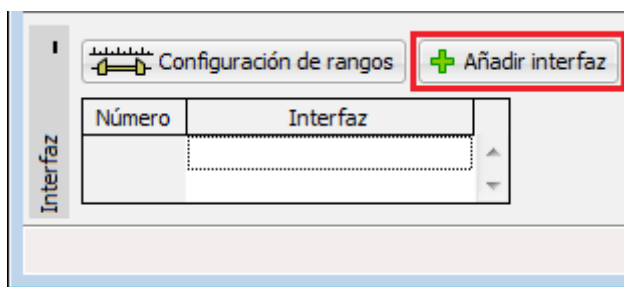 Configuración de rangos Añadir interfaz
Número Interfaz
Interfaz